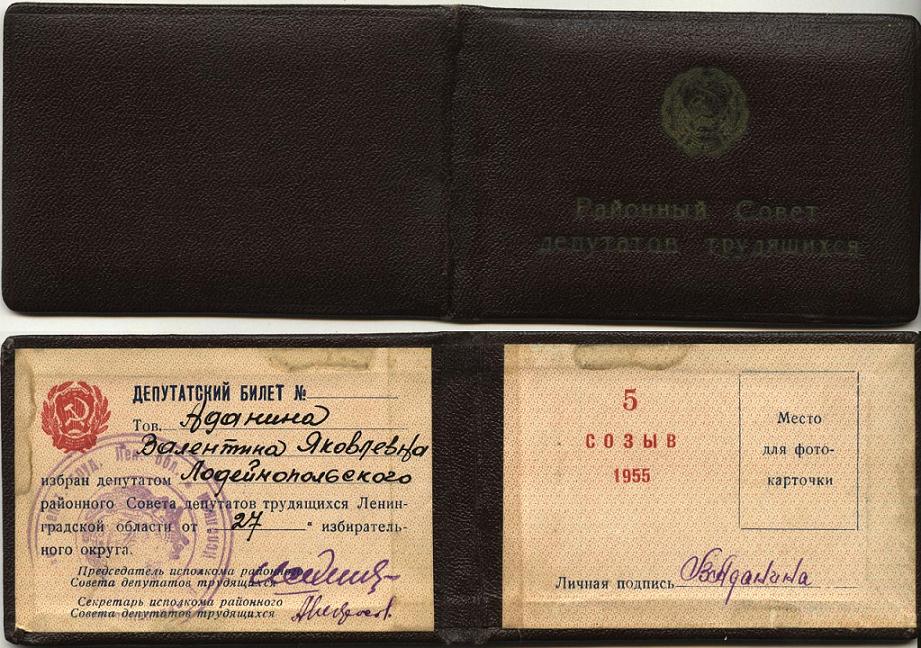 Районный Совет
депутатов трудящихся
ДЕПУТАТСКИЙ БИЛЕТ №
Тов. Аданина
Валентина Яковлевна
избран депутатом Лодейнопольского
районного Совета депутатов трудящихся Ленин-
градской области от "27" избиратель-
ного округа.
Председатель исполкома районного
Совета депутатов трудящихся
Секретарь исполкома районного
Совета депутатов трудящихся
5
СОЗЫВ
1955
Место
для фото-
карточки
Личная подпись ВАданина